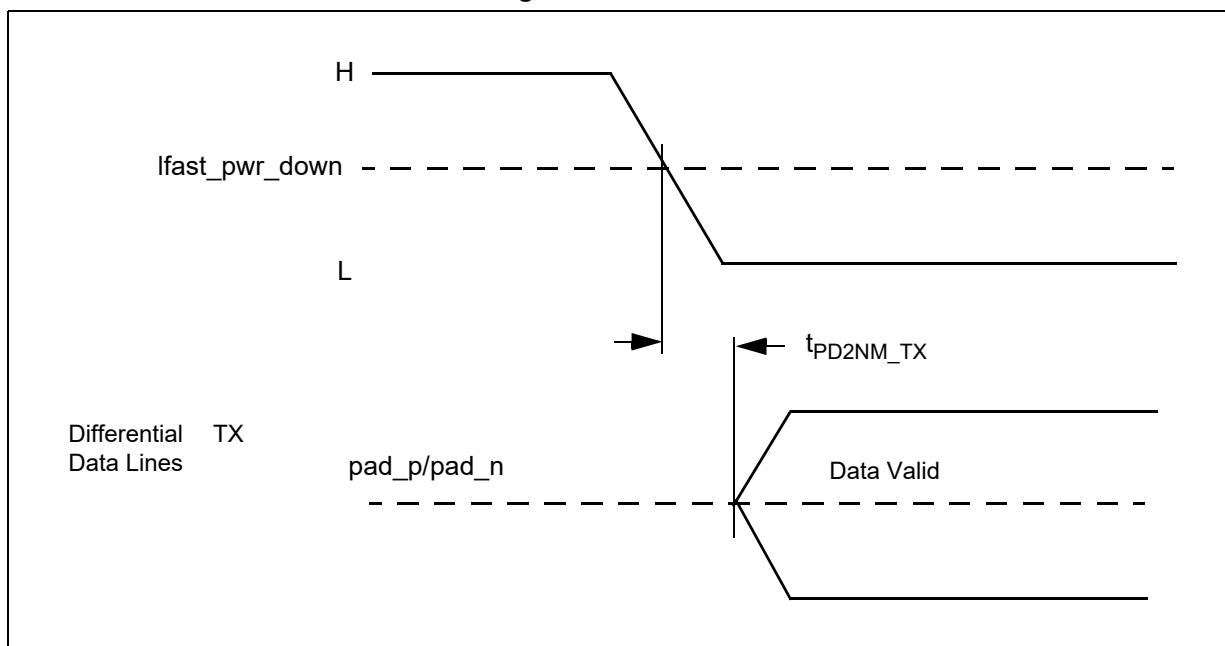 H
lfast_pwr_down
L
tPD2NM_TX
Differential TX
Data Lines
pad_p/pad_n
Data Valid